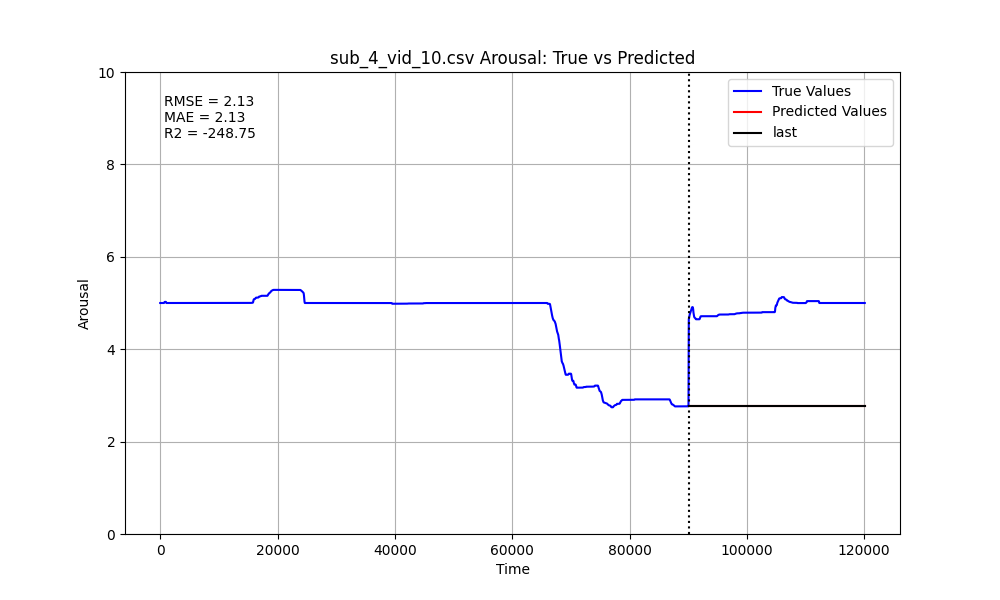 sub_4_vid_10.csv Arousal: True vs Predicted
RMSE = 2.13
MAE = 2.13
R2 = -248.75
True Values
Predicted Values
last
Arousal
10
8
6
4
2
0
0
20000
40000
60000
80000
100000
120000
Time